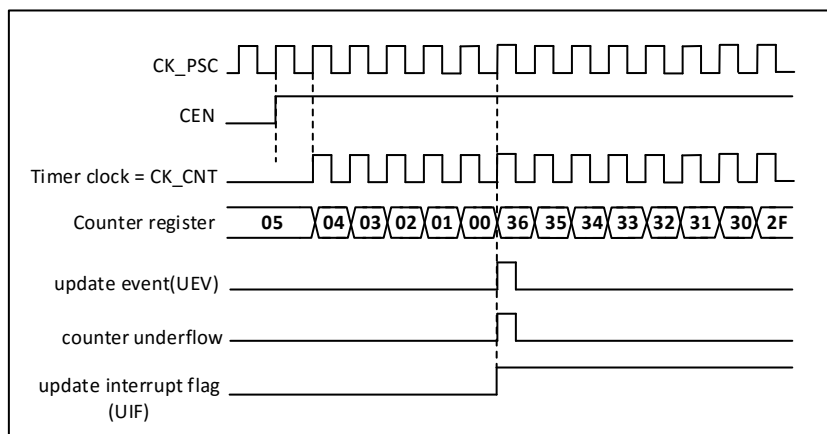 CK_PSC
CEN
Timer clock = CK_CNT
Counter register 05 04 03 02 01 00 36 35 34 33 32 31 30 2F
update event(UEV)
counter underflow
update interrupt flag
(UIF)